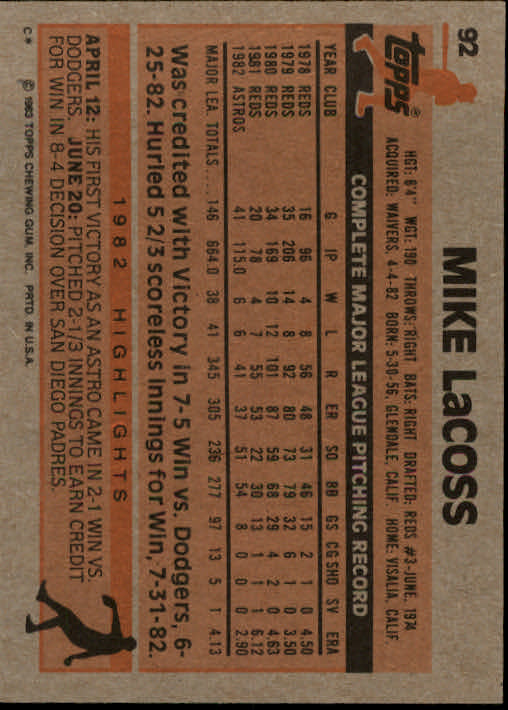 92
topps®
MIKE LaCOSS
HGT: 6'4" WGT: 190 THROWS: RIGHT BATS: RIGHT DRAFTED: REDS #3-JUNE, 1974
ACQUIRED: WAIVERS, 4-4-82 BORN: 5-30-56, GLENDALE, CALIF. HOME: VISALIA, CALIF.
COMPLETE MAJOR LEAGUE PITCHING RECORD
YEAR CLUB G IP W L R ER SO BB GS CG SHO SV ERA
1978 REDS 16 96 4 8 56 48 31 46 15 2 1 0 4.50
1979 REDS 35 206 14 8 92 80 73 79 32 6 1 0 3.50
1980 REDS 34 169 10 12 101 87 59 68 29 4 2 0 4.63
1981 REDS 20 78 4 7 55 53 22 30 13 1 1 1 6.12
1982 ASTROS 41 115.0 6 6 41 37 51 54 8 0 0 0 2.90
MAJOR LEA. TOTALS.... 146 664.0 38 41 345 305 236 277 97 13 5 1 4.13
Was credited with Victory in 7-5 Win vs. Dodgers, 6-
25-82. Hurled 5 2/3 scoreless Innings for Win, 7-31-82.
1982 HIGHLIGHTS
APRIL 12: HIS FIRST VICTORY AS AN ASTRO CAME IN 2-1 WIN VS.
DODGERS. JUNE 20: PITCHED 2-1/3 INNINGS TO EARN CREDIT
FOR WIN IN 8-4 DECISION OVER SAN DIEGO PADRES.
C* © 1983 TOPPS CHEWING GUM, INC. PRTD. IN U.S.A.